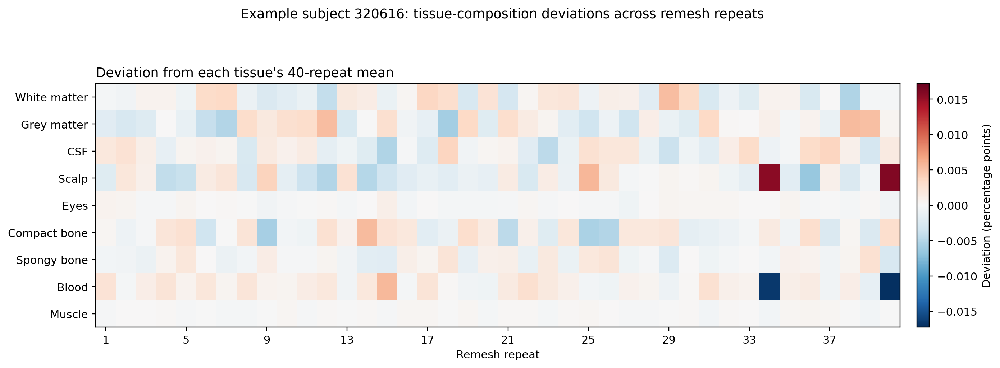 Example subject 320616: tissue-composition deviations across remesh repeats
Deviation from each tissue's 40-repeat mean
White matter
Grey matter
CSF
Scalp
Eyes
Compact bone
Spongy bone
Blood
Muscle
1 5 9 13 17 21 25 29 33 37
Remesh repeat
0.015
0.010
0.005
0.000
−0.005
−0.010
−0.015
Deviation (percentage points)